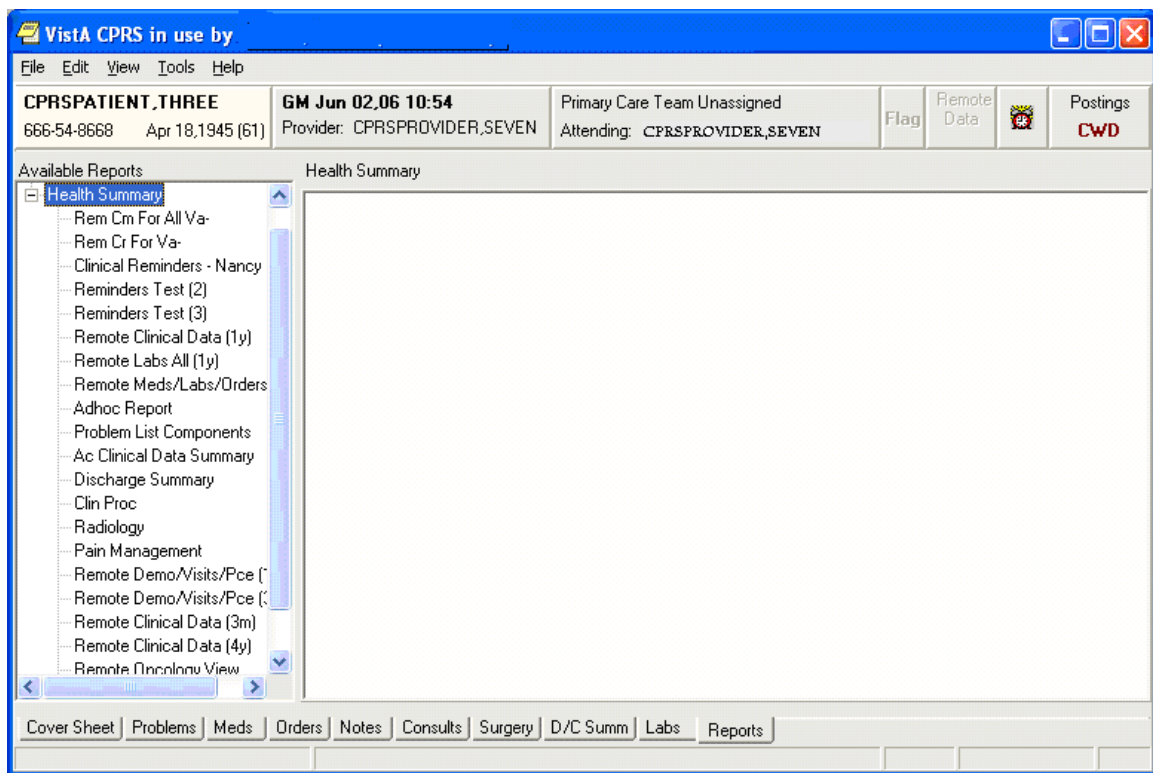 VistA CPRS in use by
File Edit View Tools Help
CPRSPATIENT,THREE
666-54-8668 Apr 18,1945 (61)
GM Jun 02,06 10:54
Provider: CPRSPROVIDER,SEVEN
Primary Care Team Unassigned
Attending: CPRSPROVIDER,SEVEN
Flag
Remote
Data
Postings
CWD
Available Reports
Health Summary
Health Summary
Rem Cm For All Va-
Rem Cr For Va-
Clinical Reminders - Nancy
Reminders Test (2)
Reminders Test (3)
Remote Clinical Data (1y)
Remote Labs All (1y)
Remote Meds/Labs/Orders
Adhoc Report
Problem List Components
Ac Clinical Data Summary
Discharge Summary
Clin Proc
Radiology
Pain Management
Remote Demo/Visits/Pce (
Remote Demo/Visits/Pce (
Remote Clinical Data (3m)
Remote Clinical Data (4y)
Remote Oncology View
Cover Sheet Problems Meds Orders Notes Consults Surgery D/C Summ Labs Reports